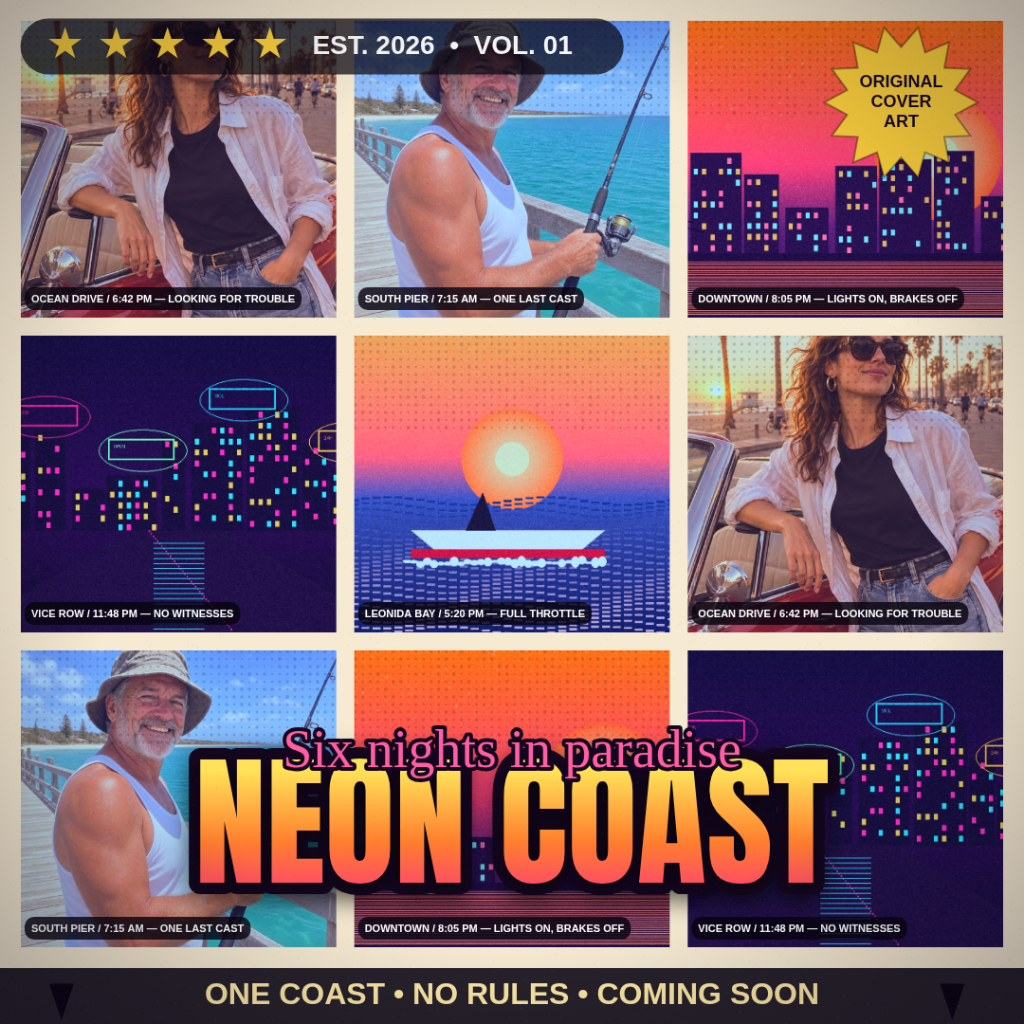 ★ ★ ★ ★ ★ EST. 2026 • VOL. 01
ORIGINAL
COVER
ART
OCEAN DRIVE / 6:42 PM — LOOKING FOR TROUBLE
SOUTH PIER / 7:15 AM — ONE LAST CAST
DOWNTOWN / 8:05 PM — LIGHTS ON, BRAKES OFF
OPEN
VICE ROW / 11:48 PM — NO WITNESSES
LEONIDA BAY / 5:20 PM — FULL THROTTLE
OCEAN DRIVE / 6:42 PM — LOOKING FOR TROUBLE
Six nights in paradise
NEON COAST
SOUTH PIER / 7:15 AM — ONE LAST CAST
DOWNTOWN / 8:05 PM — LIGHTS ON, BRAKES OFF
VICE ROW / 11:48 PM — NO WITNESSES
ONE COAST • NO RULES • COMING SOON